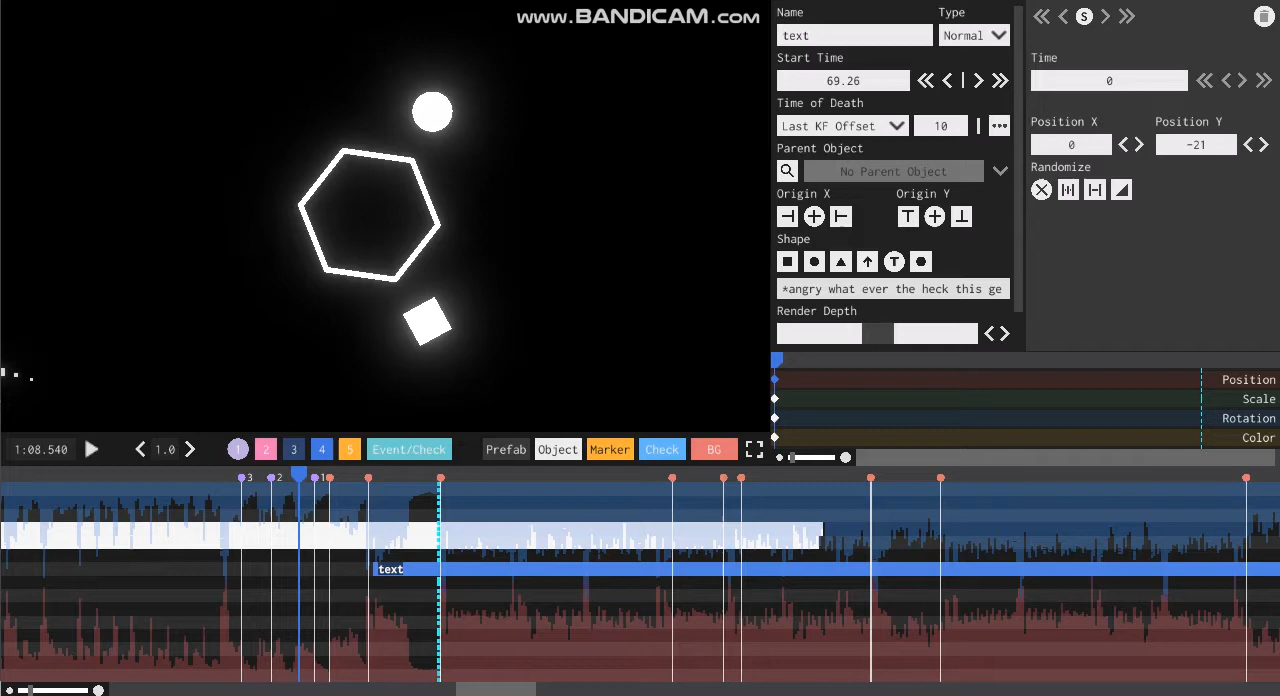 www.BANDICAM.com
Name
Type
text
Normal
Start Time
69.26
Time of Death
Last KF Offset
10
Parent Object
No Parent Object
Origin X
Origin Y
Shape
*angry what ever the heck this ge
Render Depth
S
Time
0
Position X
Position Y
0
-21
Randomize
Position
Scale
Rotation
Color
1:08.540
1.0
1
2
3
4
5
Event/Check
Prefab
Object
Marker
Check
BG
3
2
1
text